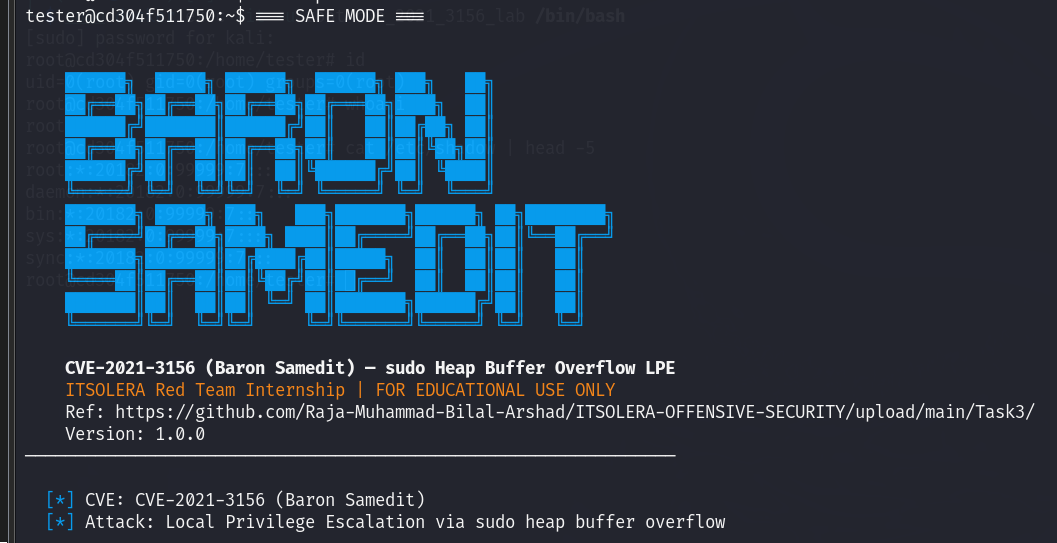 tester@cd304f511750:~$ === SAFE MODE ===
_2021_3156_lab /bin/bash
[sudo] password for kali:
root@cd304f511750:/home/tester# id
BARON
SAMEDIT
CVE-2021-3156 (Baron Samedit) — sudo Heap Buffer Overflow LPE
ITSOLERA Red Team Internship | FOR EDUCATIONAL USE ONLY
Ref: https://github.com/Raja-Muhammad-Bilal-Arshad/ITSOLERA-OFFENSIVE-SECURITY/upload/main/Task3/
Version: 1.0.0
[*] CVE: CVE-2021-3156 (Baron Samedit)
[*] Attack: Local Privilege Escalation via sudo heap buffer overflow